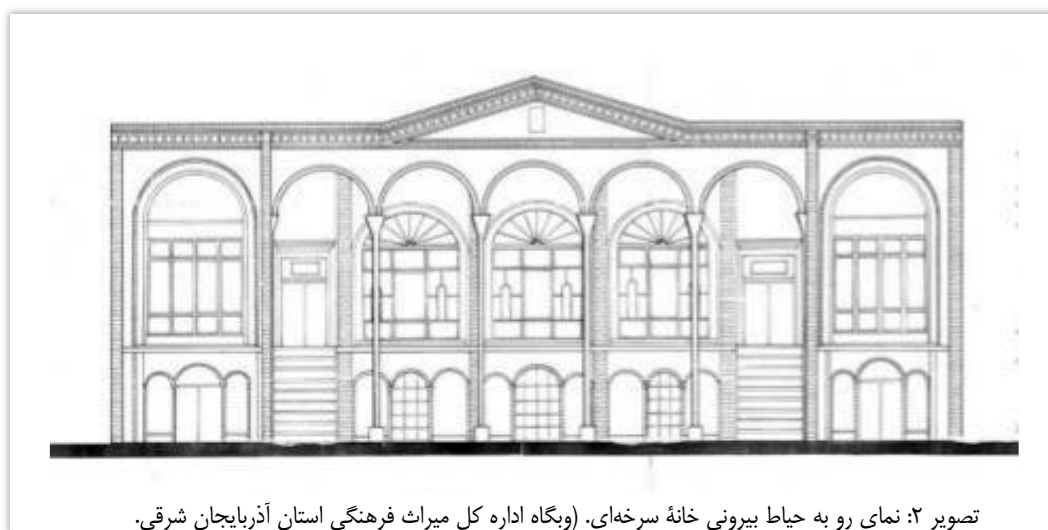 تصویر ۲: نمای رو به حیاط بیرونی خانهٔ سرخه‌ای. (وبگاه اداره کل میراث فرهنگی استان آذربایجان شرقی.